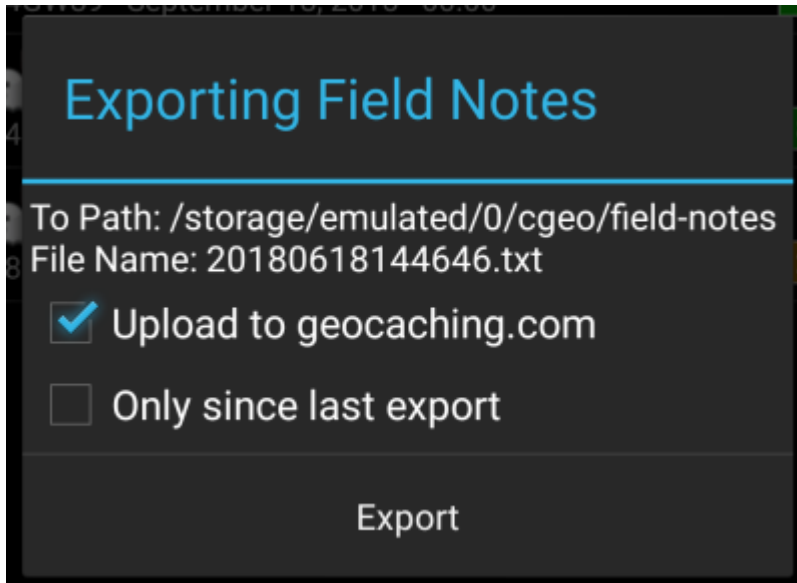 Exporting Field Notes
To Path: /storage/emulated/0/cgeo/field-notes
File Name: 20180618144646.txt
Upload to geocaching.com
Only since last export
Export